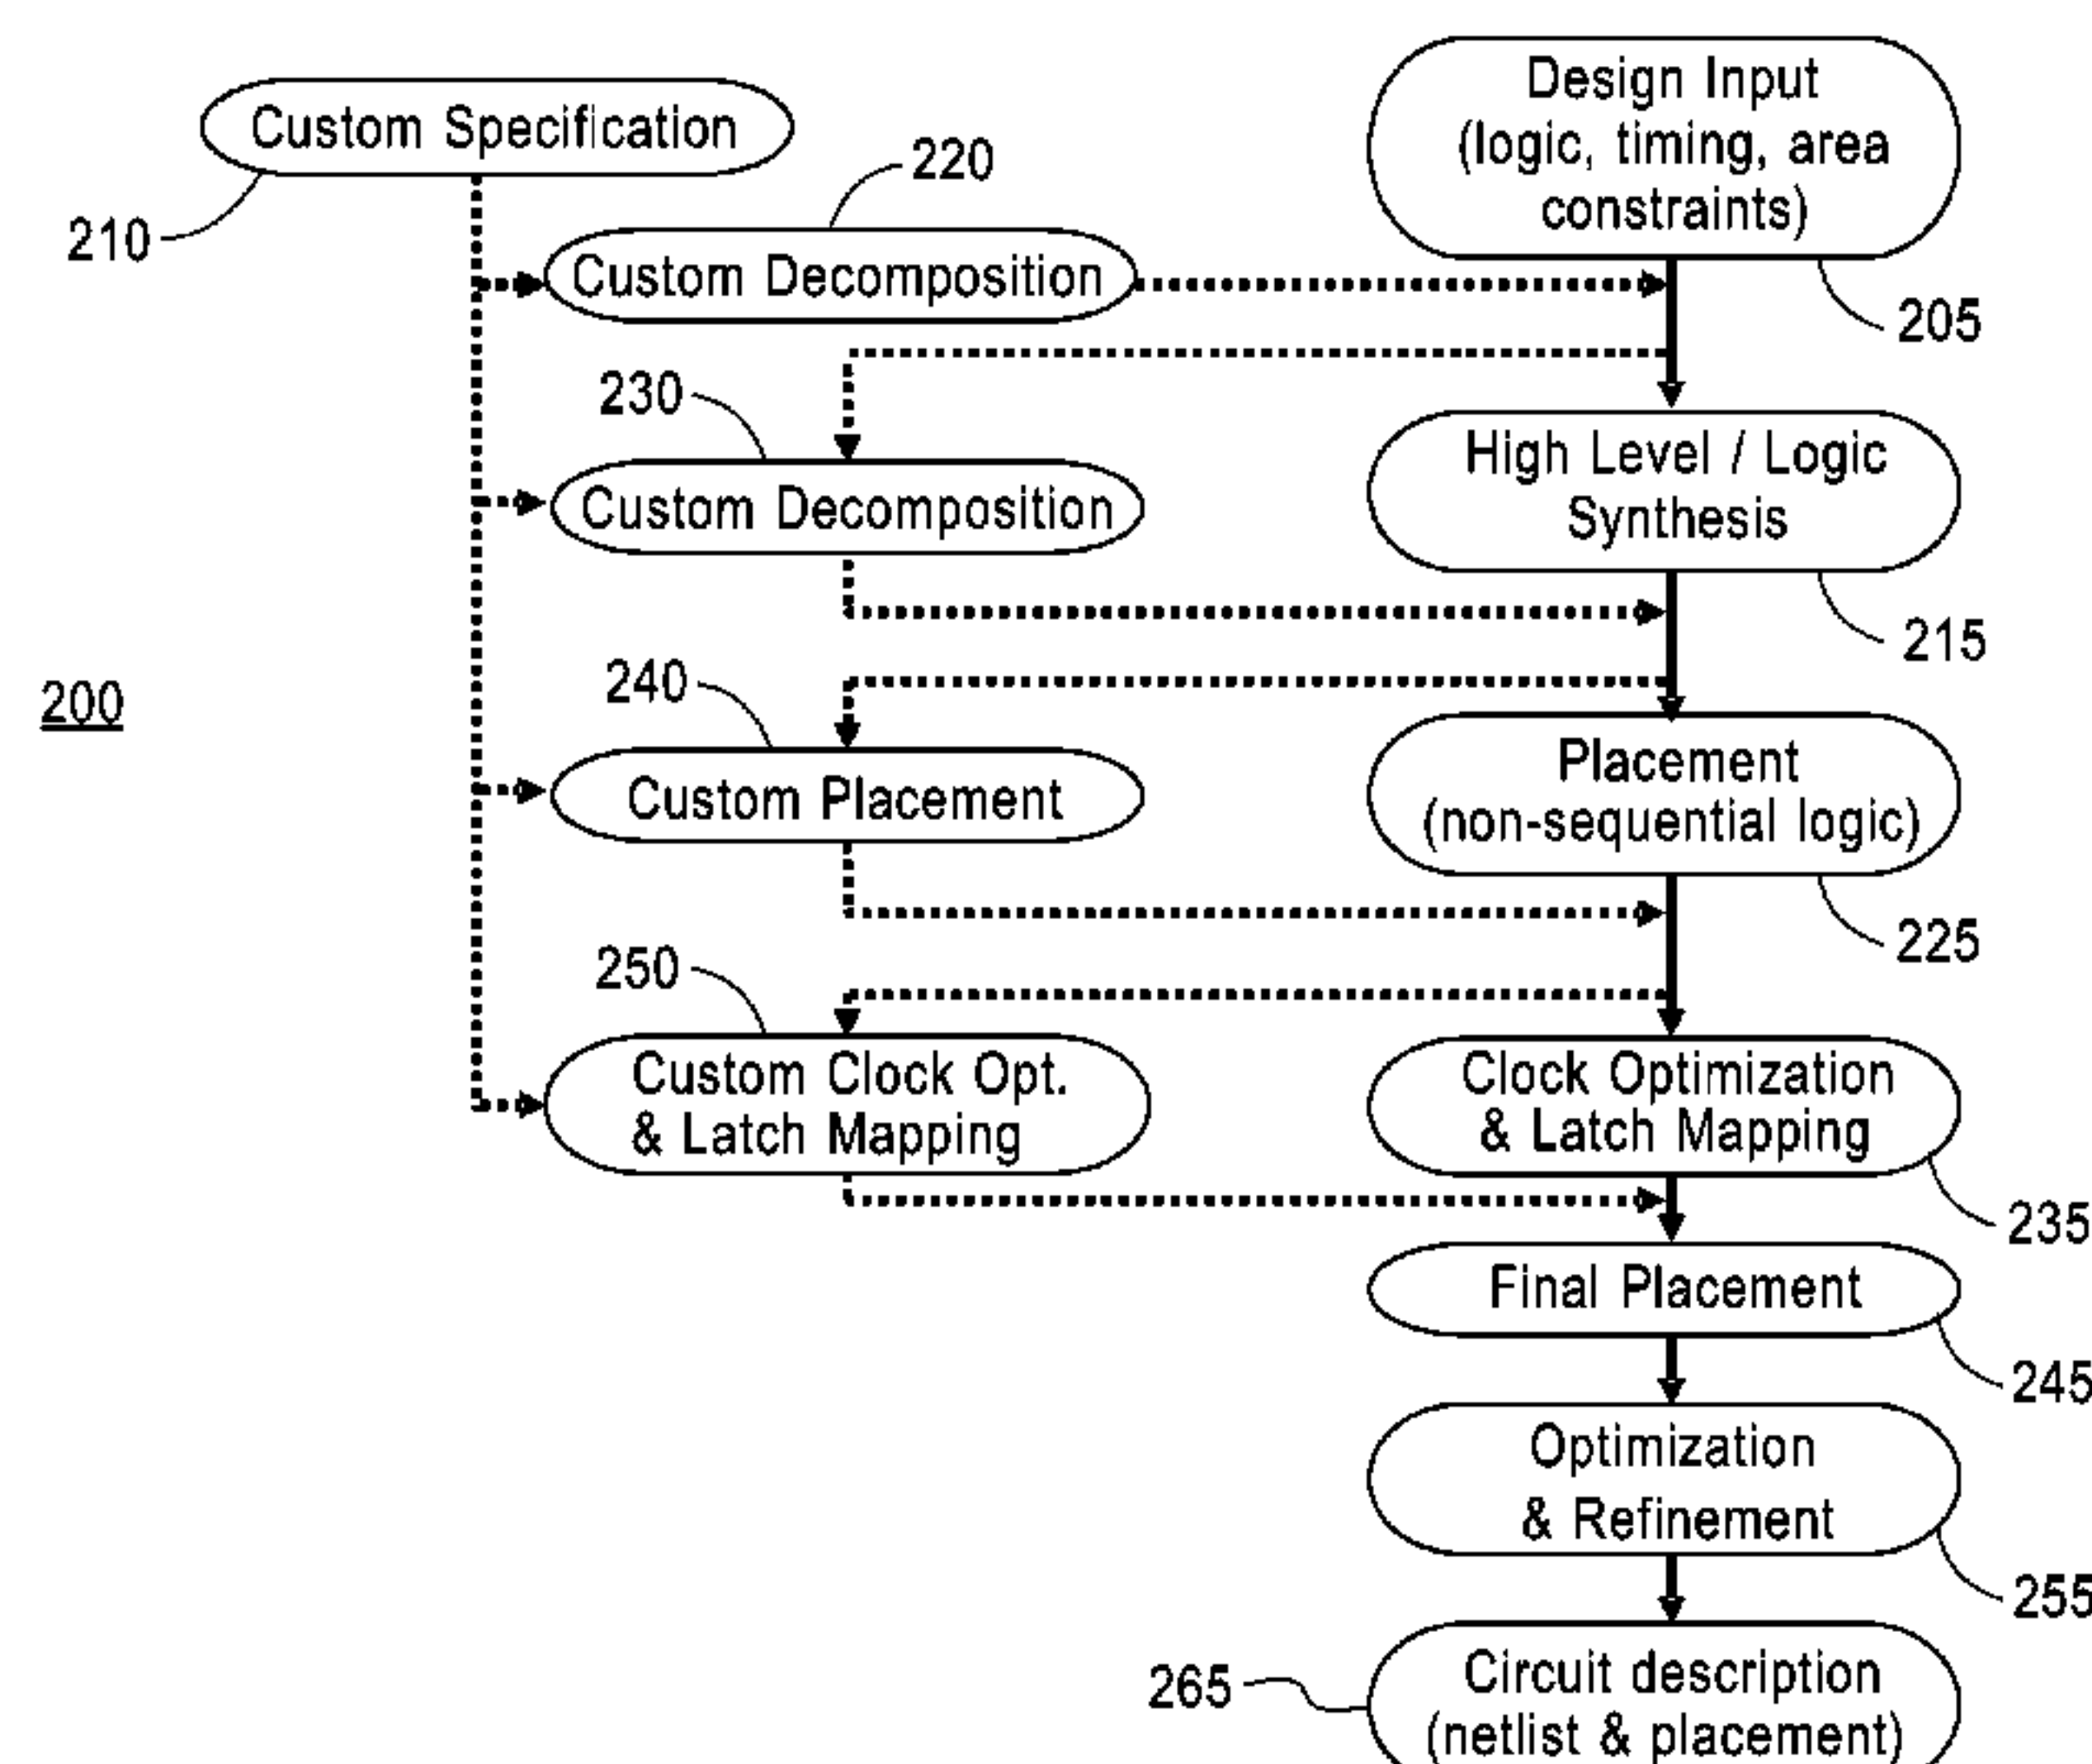 Custom Specification
210
220
Custom Decomposition
Design Input
(logic, timing, area
constraints)
205
230
Custom Decomposition
High Level / Logic
Synthesis
215
200
240
Custom Placement
Placement
(non-sequential logic)
225
250
Custom Clock Opt.
& Latch Mapping
Clock Optimization
& Latch Mapping
235
Final Placement
245
Optimization
& Refinement
255
265
Circuit description
(netlist & placement)